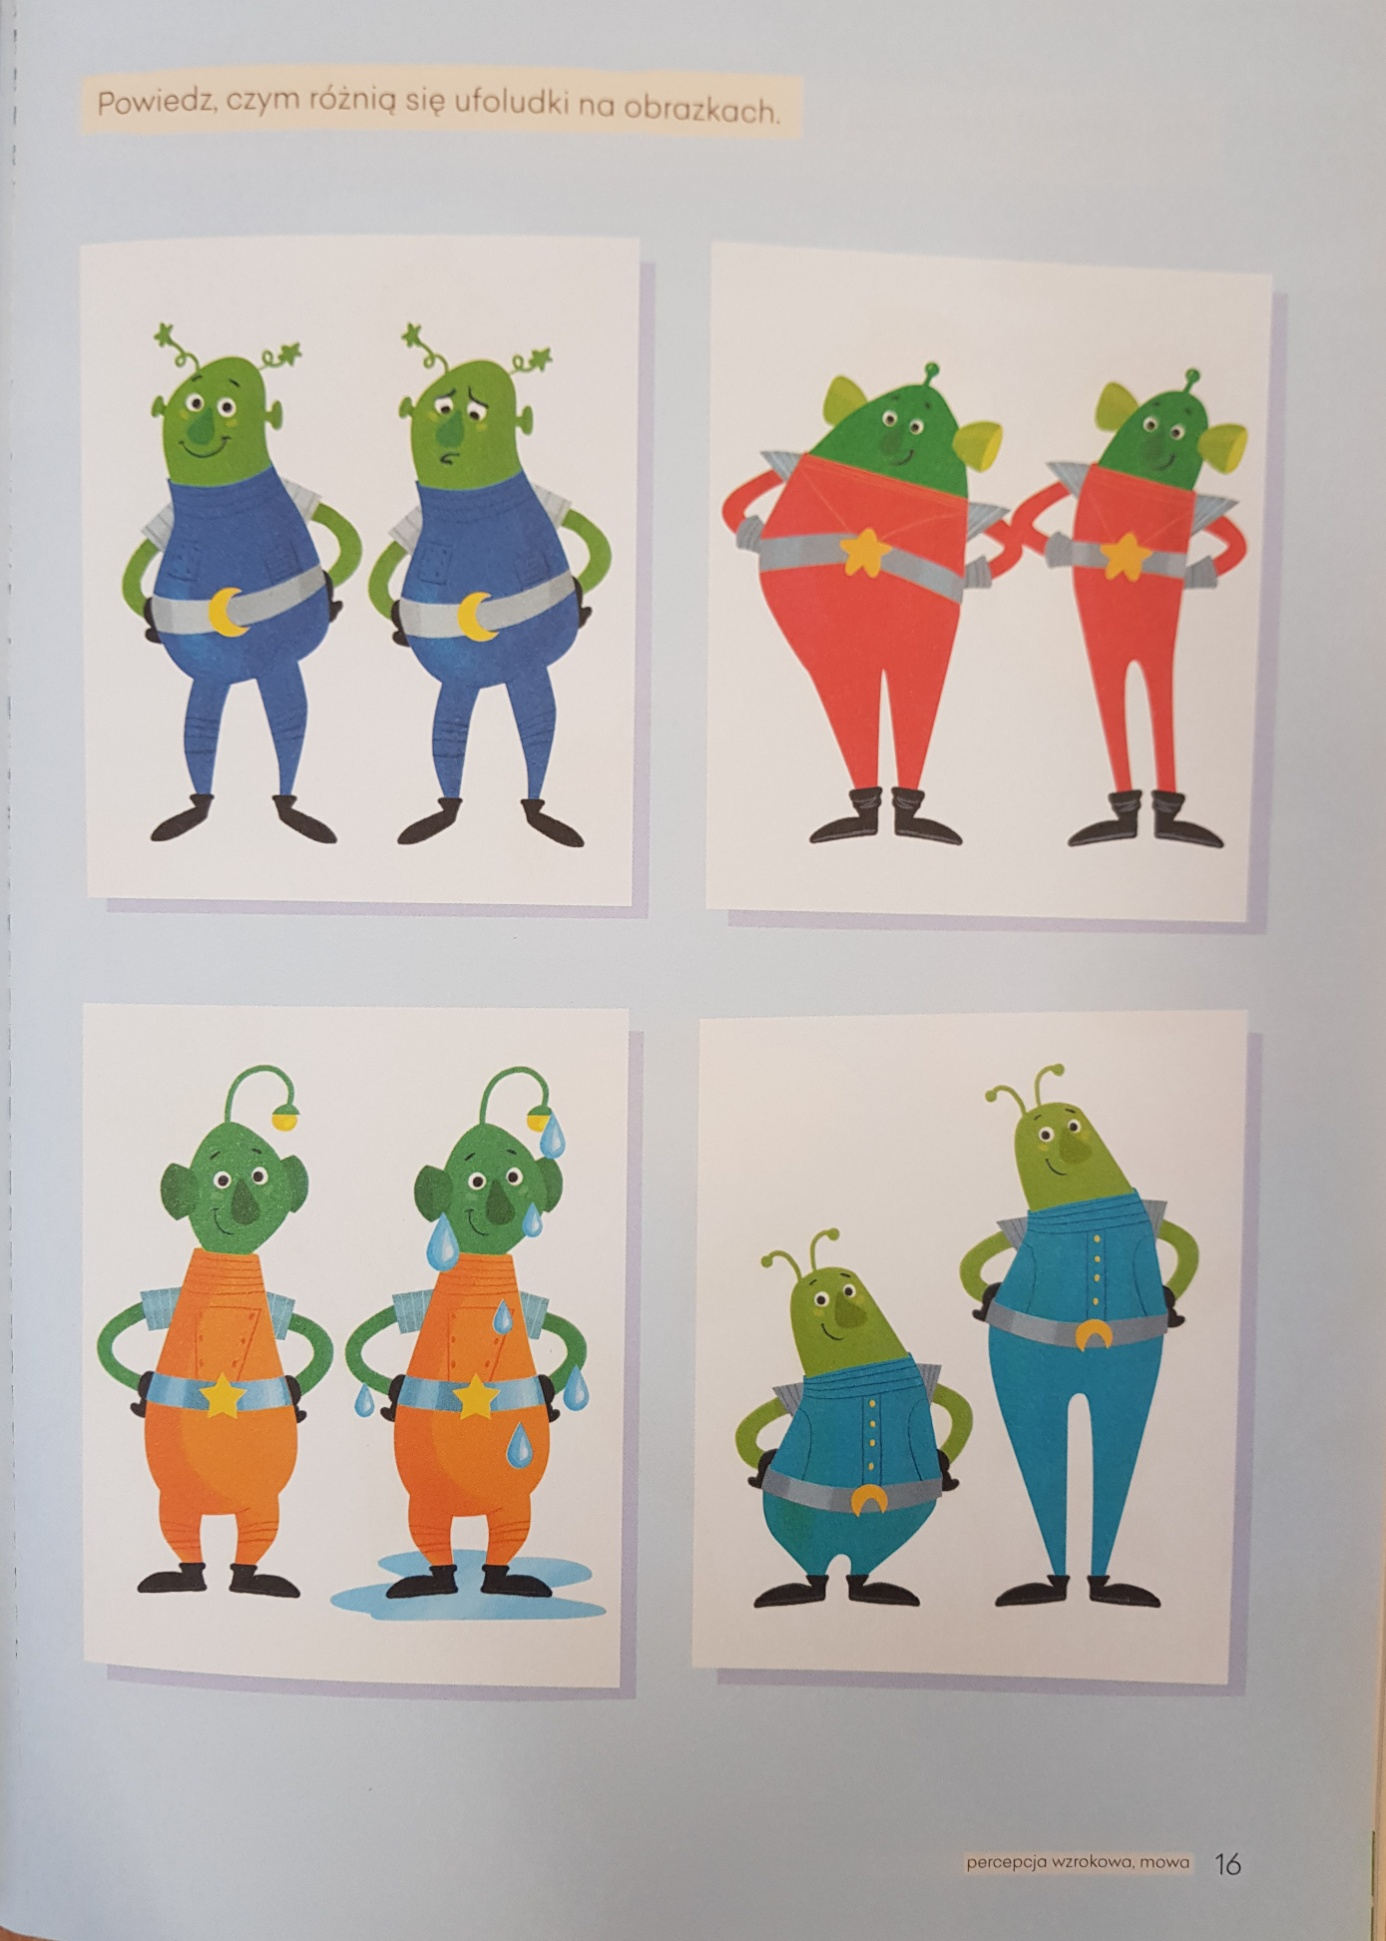 Powiedz, czym różnią się ufoludki na obrazkach.
percepcja wzrokowa, mowa 16